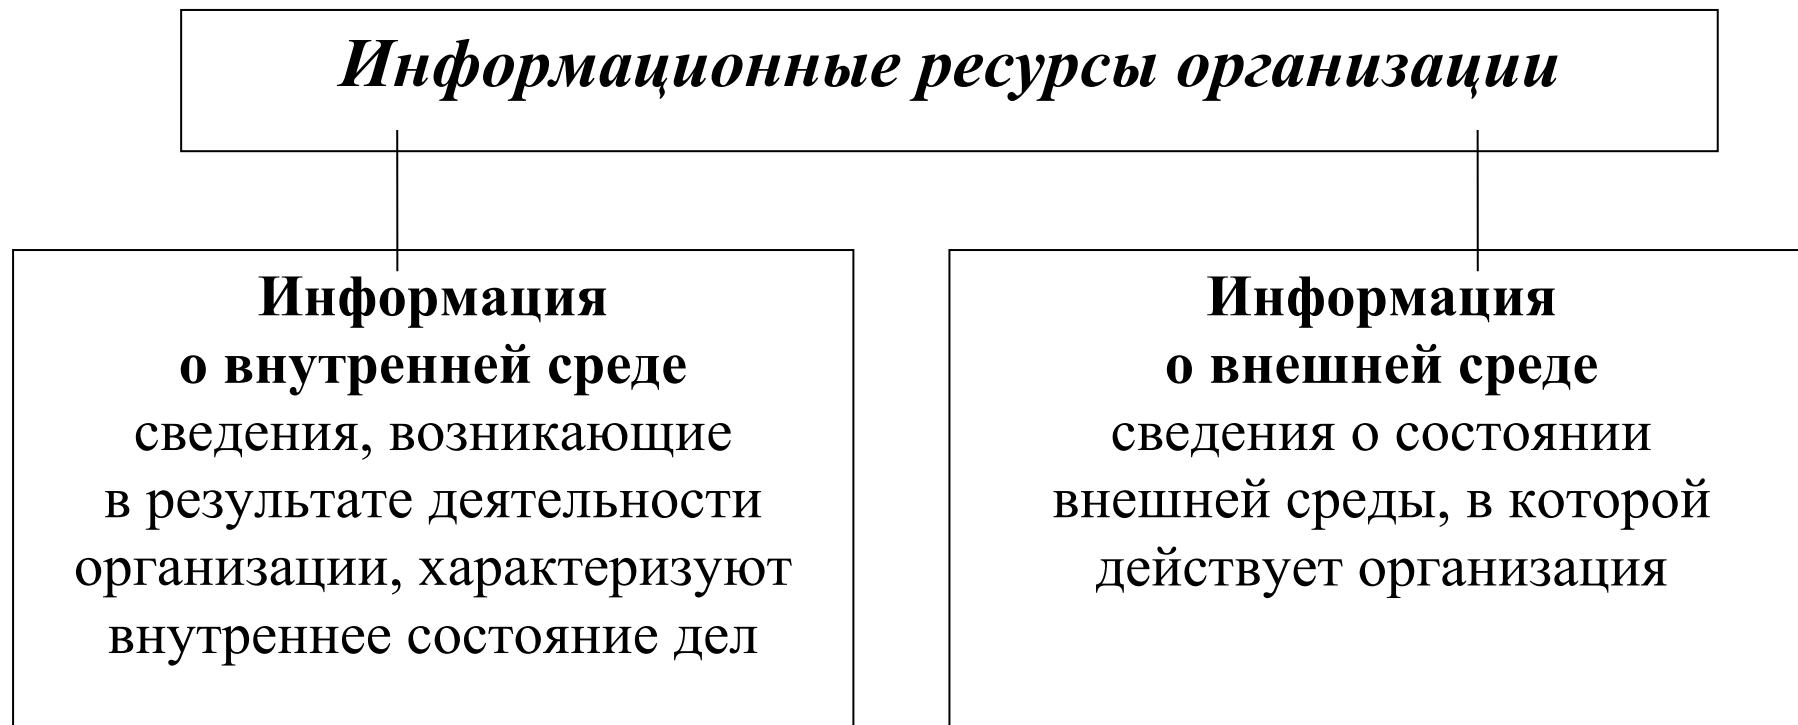 Информационные ресурсы организации
Информация
о внутренней среде
сведения, возникающие
в результате деятельности
организации, характеризуют
внутреннее состояние дел
Информация
о внешней среде
сведения о состоянии
внешней среды, в которой
действует организация